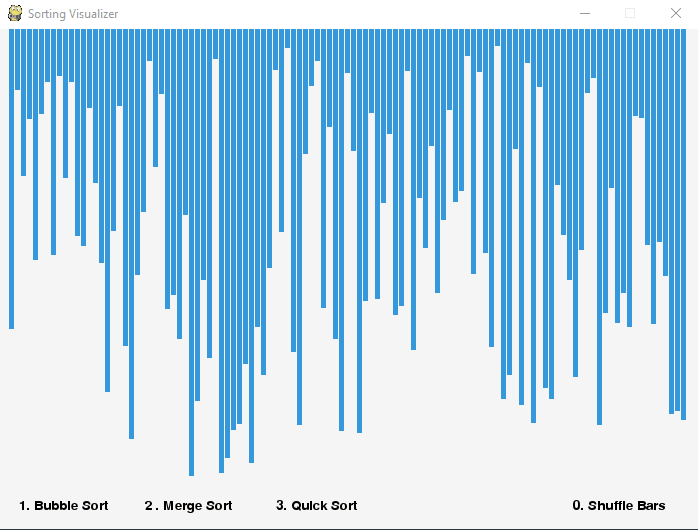 Sorting Visualizer
1. Bubble Sort 2. Merge Sort 3. Quick Sort 0. Shuffle Bars